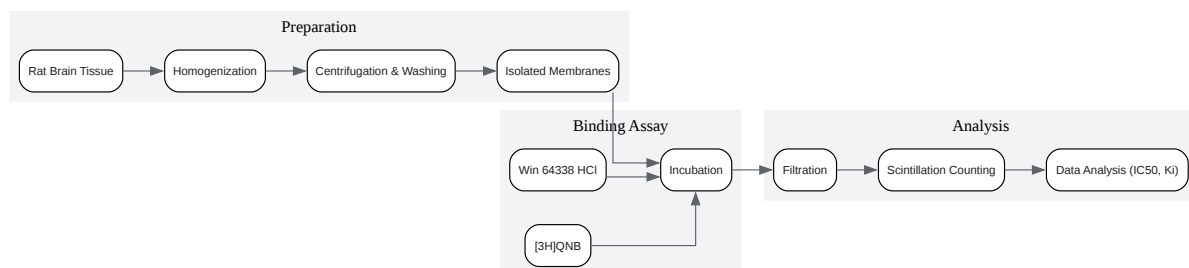 Preparation
Rat Brain Tissue
Homogenization
Centrifugation & Washing
Isolated Membranes
Binding Assay
Win 64338 HCl
Incubation
[3H]QNB
Analysis
Filtration
Scintillation Counting
Data Analysis (IC50, Ki)